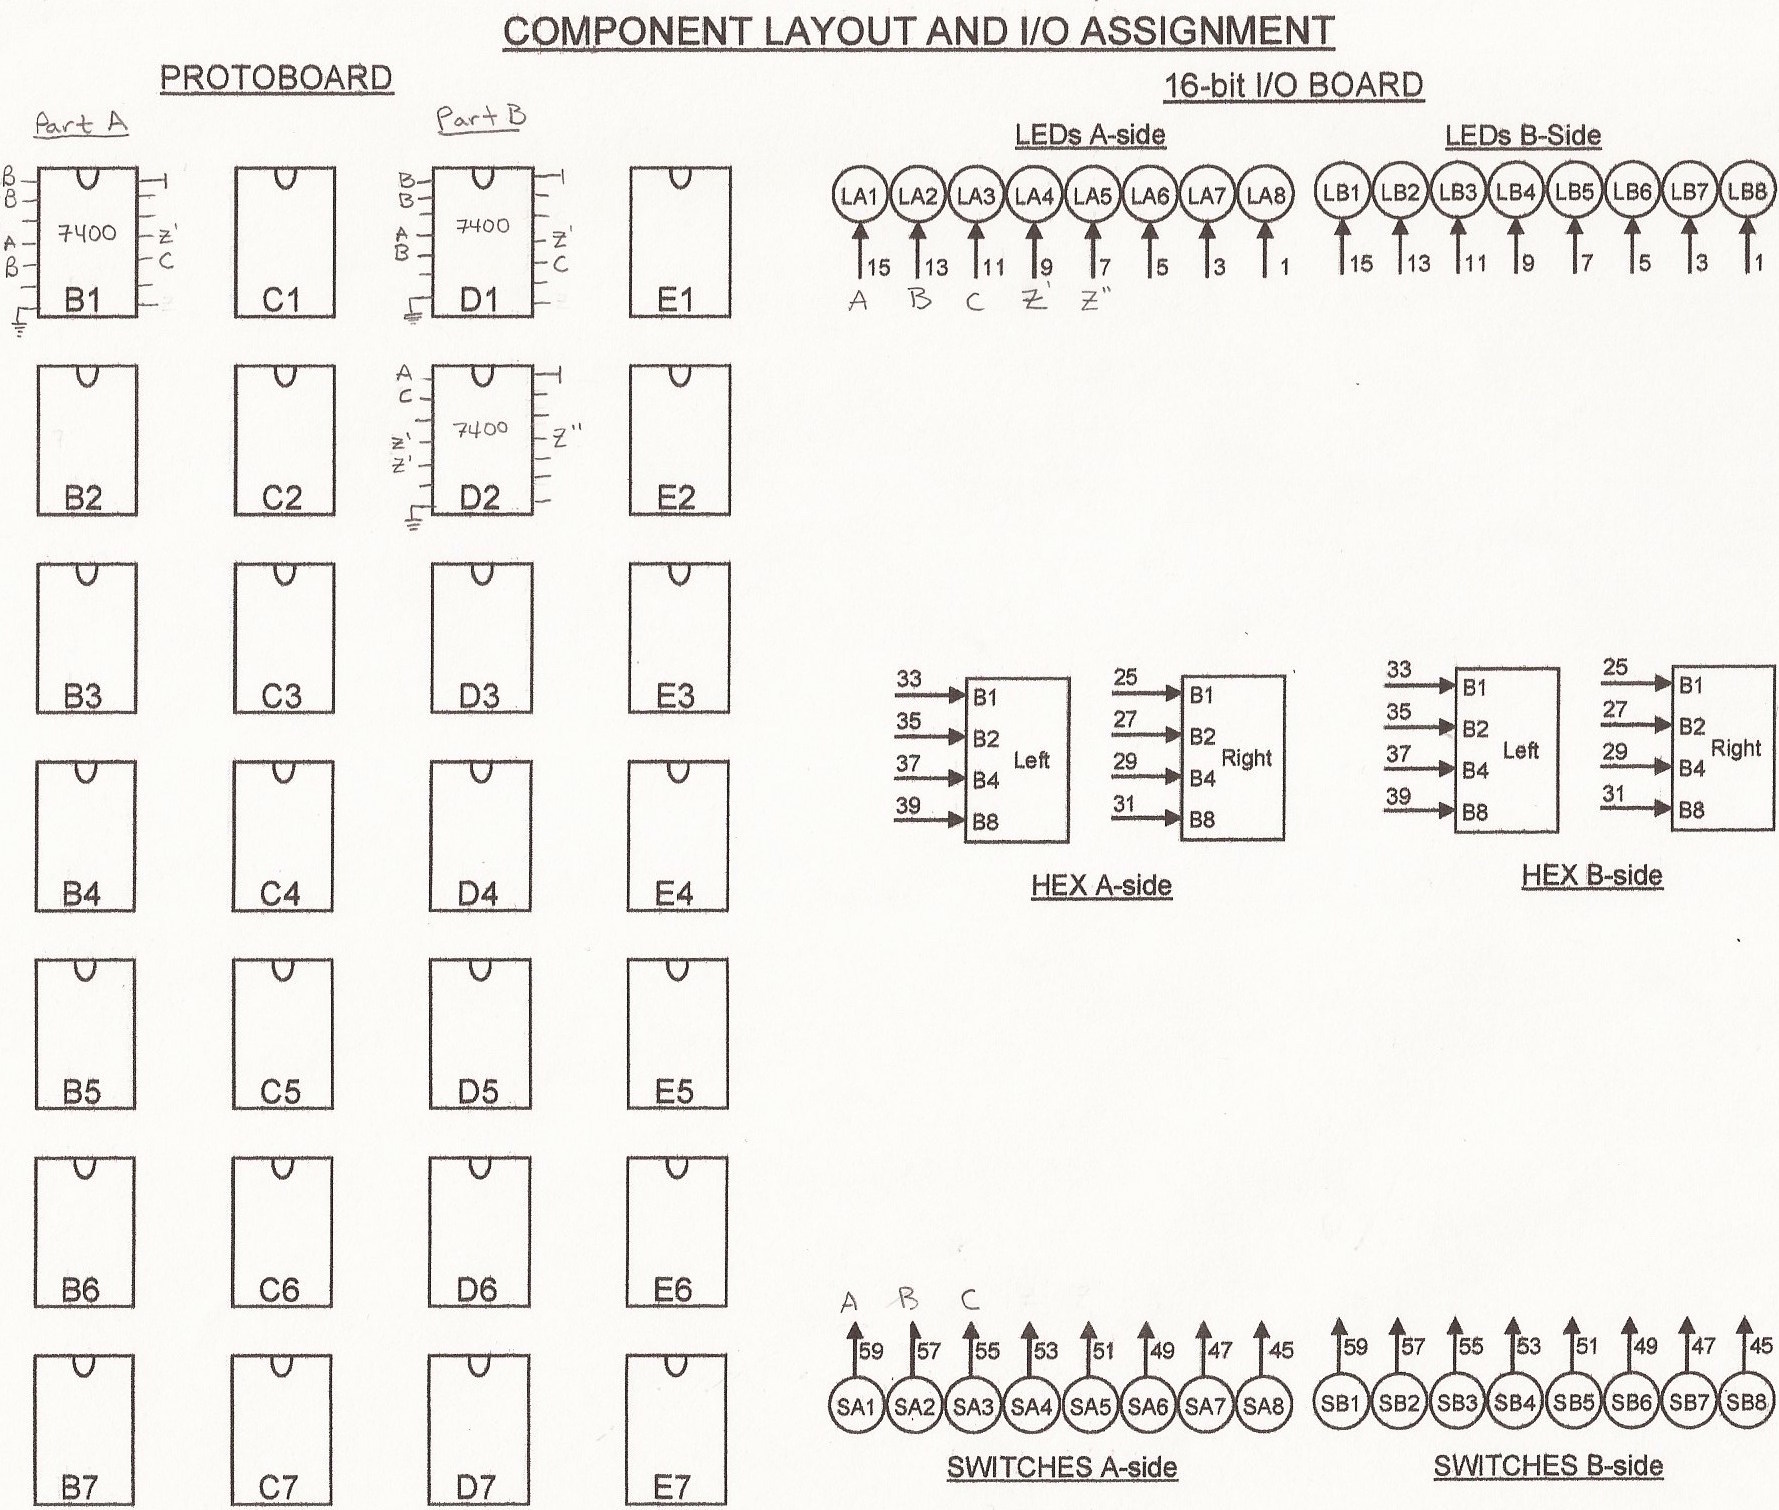 COMPONENT LAYOUT AND I/O ASSIGNMENT
PROTOBOARD
16-bit I/O BOARD
Part A
Part B
LEDs A-side
LEDs B-Side
B
B
7400
A
B
Z'
C
B1
C1
B
B
7400
A
B
Z'
C
D1
E1
LA1 LA2 LA3 LA4 LA5 LA6 LA7 LA8
15 13 11 9 7 5 3 1
A B C Z' Z"
LB1 LB2 LB3 LB4 LB5 LB6 LB7 LB8
15 13 11 9 7 5 3 1
B2
C2
A
C
7400
Z'
Z'
Z"
D2
E2
B3 C3 D3 E3
33 B1
35 B2
37 B4
39 B8
Left
25 B1
27 B2
29 B4
31 B8
Right
HEX A-side
33 B1
35 B2
37 B4
39 B8
Left
25 B1
27 B2
29 B4
31 B8
Right
HEX B-side
B4 C4 D4 E4
B5 C5 D5 E5
B6 C6 D6 E6
A B C
59 57 55 53 51 49 47 45
SA1 SA2 SA3 SA4 SA5 SA6 SA7 SA8
SWITCHES A-side
59 57 55 53 51 49 47 45
SB1 SB2 SB3 SB4 SB5 SB6 SB7 SB8
SWITCHES B-side
B7 C7 D7 E7